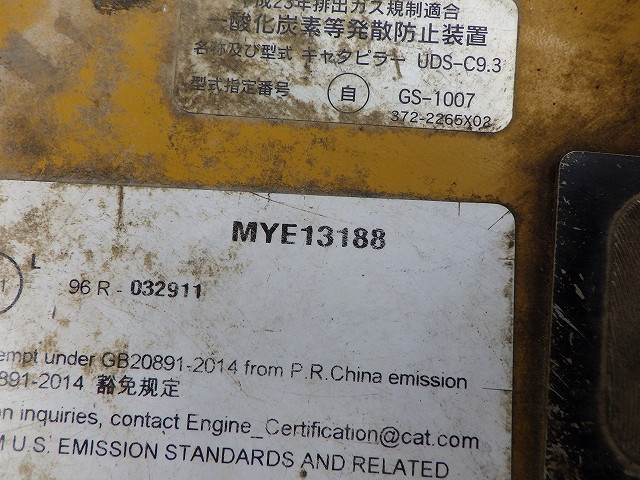 平成23年排出ガス規制適合
一酸化炭素等発散防止装置
名称及び型式 キャタピラー UDS-C9.3
型式指定番号 自 GS-1007
372-2265X02
MYE13188
L
1
96 R - 032911
empt under GB20891-2014 from P.R.China emission
891-2014 豁免规定
on inquiries, contact Engine_Certification@cat.com
M U.S. EMISSION STANDARDS AND RELATED